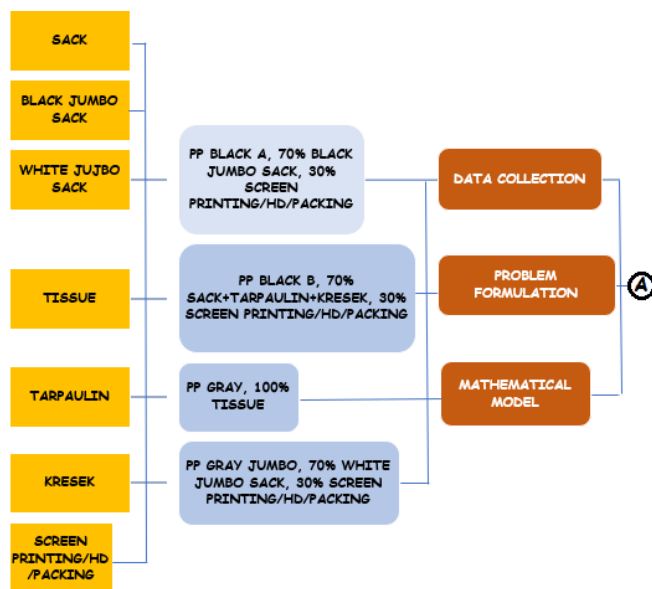 SACK
BLACK JUMBO
SACK
WHITE JUJBO
SACK
TISSUE
TARPAULIN
KRESEK
SCREEN
PRINTING/HD
/PACKING
PP BLACK A, 70% BLACK
JUMBO SACK, 30%
SCREEN
PRINTING/HD/PACKING
PP BLACK B, 70%
SACK+TARPAULIN+KRESEK, 30%
SCREEN PRINTING/HD/PACKING
PP GRAY, 100%
TISSUE
PP GRAY JUMBO, 70% WHITE
JUMBO SACK, 30% SCREEN
PRINTING/HD/PACKING
DATA COLLECTION
PROBLEM
FORMULATION
MATHEMATICAL
MODEL
A